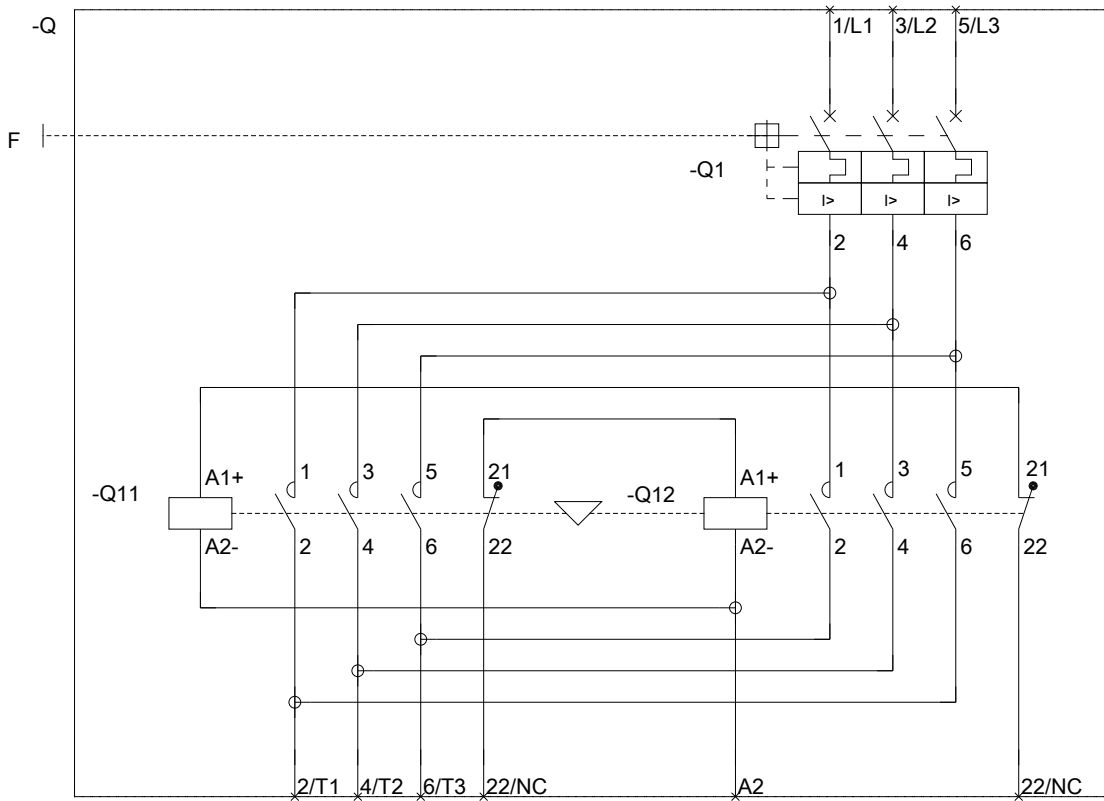 -Q
1/L1 3/L2 5/L3
F
-Q1
I> I> I>
2 4 6
-Q11 A1+ 1 3 5 21 -Q12 A1+ 1 3 5 21
A2- 2 4 6 22 A2- 2 4 6 22
2/T1 4/T2 6/T3 22/NC A2 22/NC